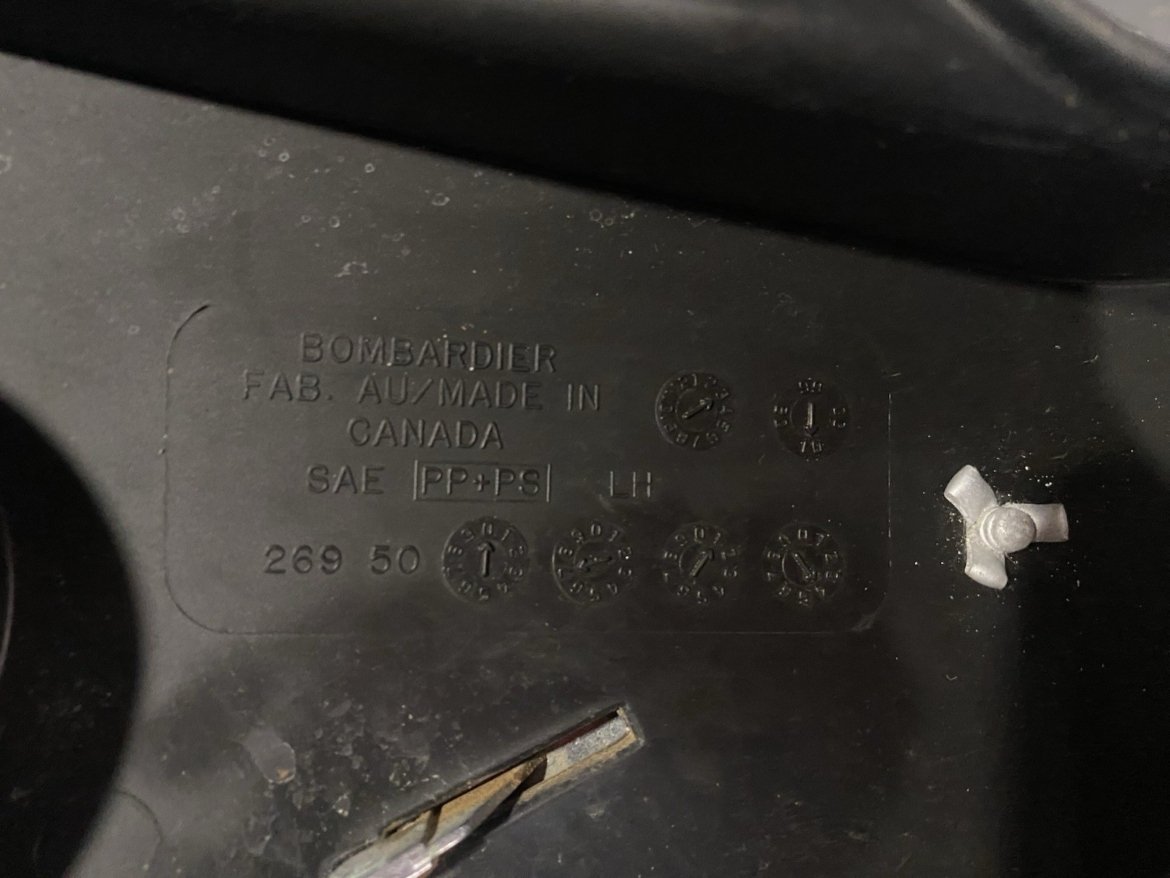 BOMBARDIER
FAB. AU/MADE IN
CANADA
SAE PP+PS LH
269 50